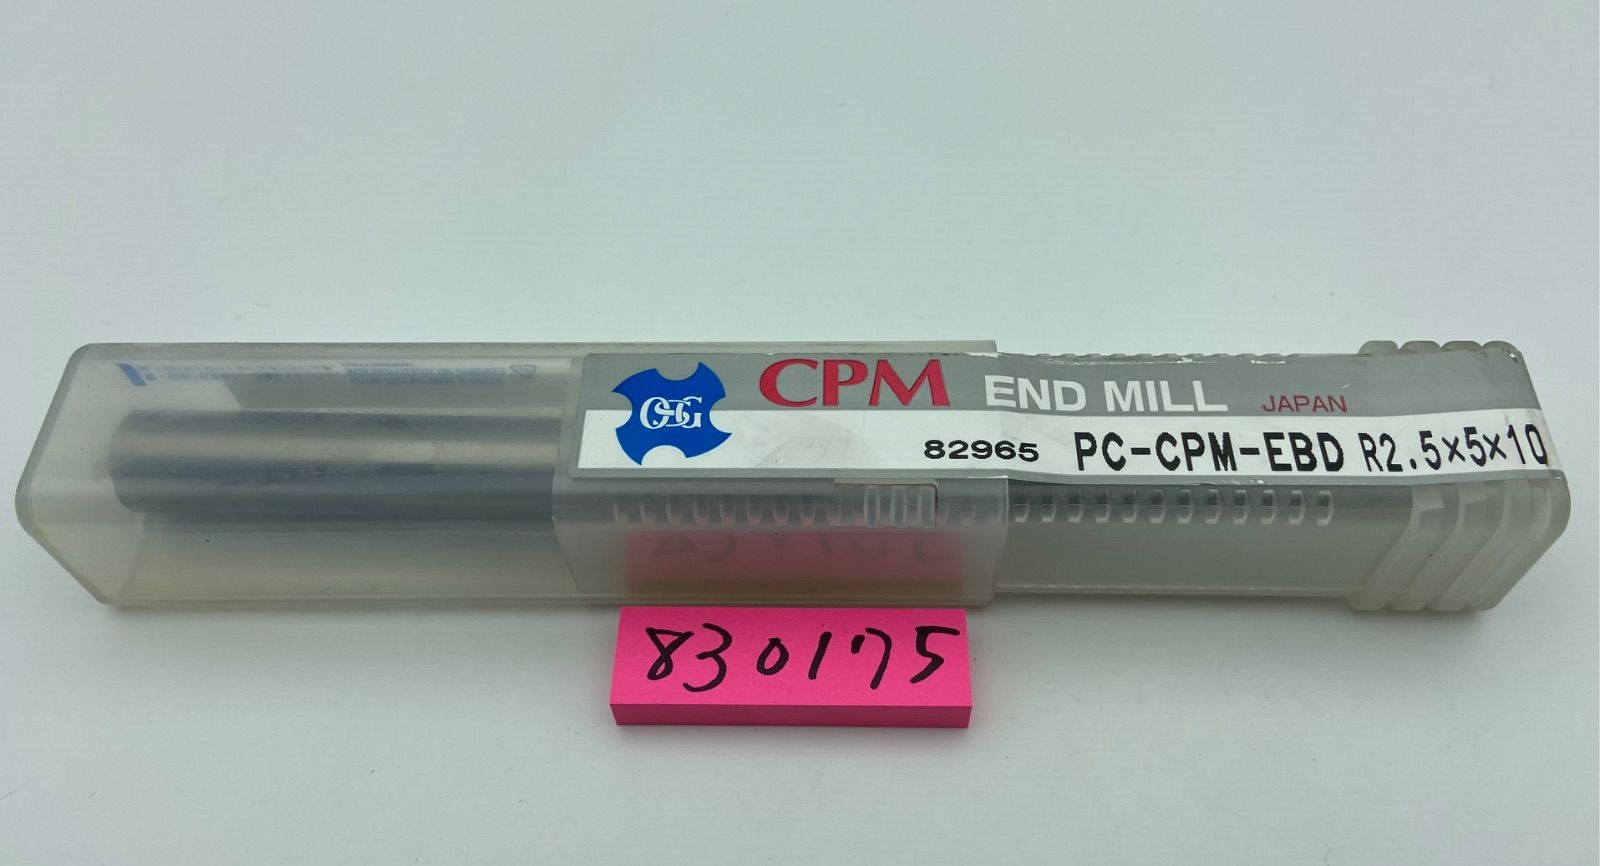 OSG
CPM END MILL JAPAN
82965 PC-CPM-EBD R2.5×5×10
830175